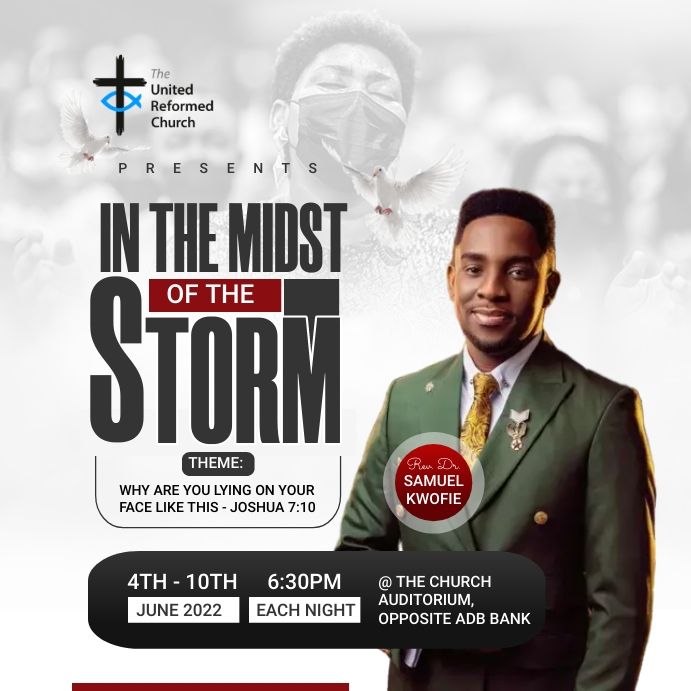 The
United
Reformed
Church
PRESENTS
IN THE MIDST
OF THE
STORM
THEME:
WHY ARE YOU LYING ON YOUR
FACE LIKE THIS - JOSHUA 7:10
Rev. Dr.
SAMUEL
KWOFIE
4TH - 10TH
JUNE 2022
6:30PM
EACH NIGHT
@ THE CHURCH
AUDITORIUM,
OPPOSITE ADB BANK